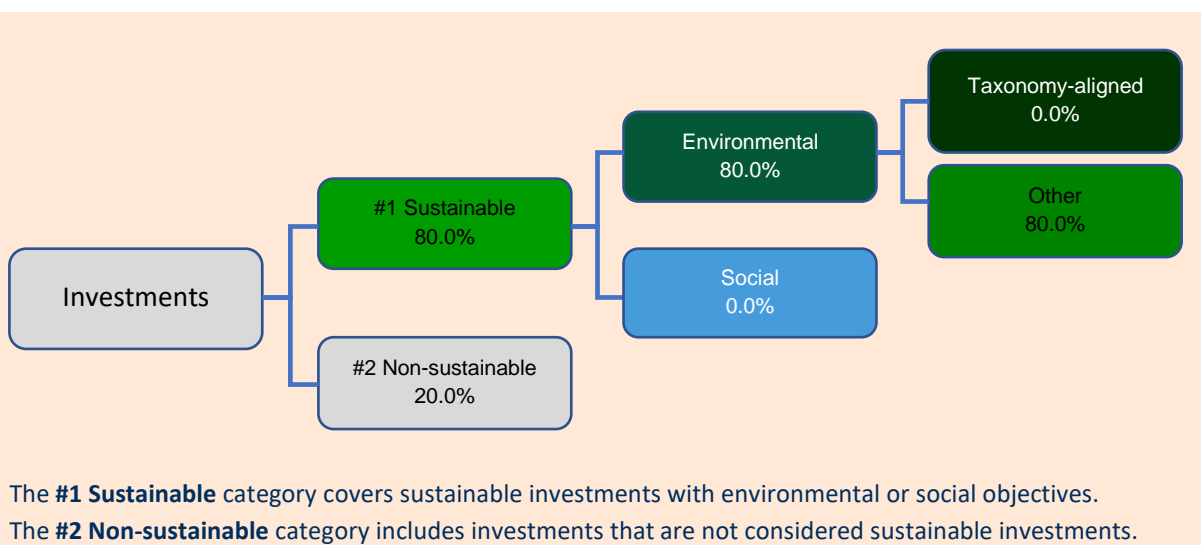 Investments
#1 Sustainable
80.0%
#2 Non-sustainable
20.0%
Environmental
80.0%
Social
0.0%
Taxonomy-aligned
0.0%
Other
80.0%
The #1 Sustainable category covers sustainable investments with environmental or social objectives.
The #2 Non-sustainable category includes investments that are not considered sustainable investments.